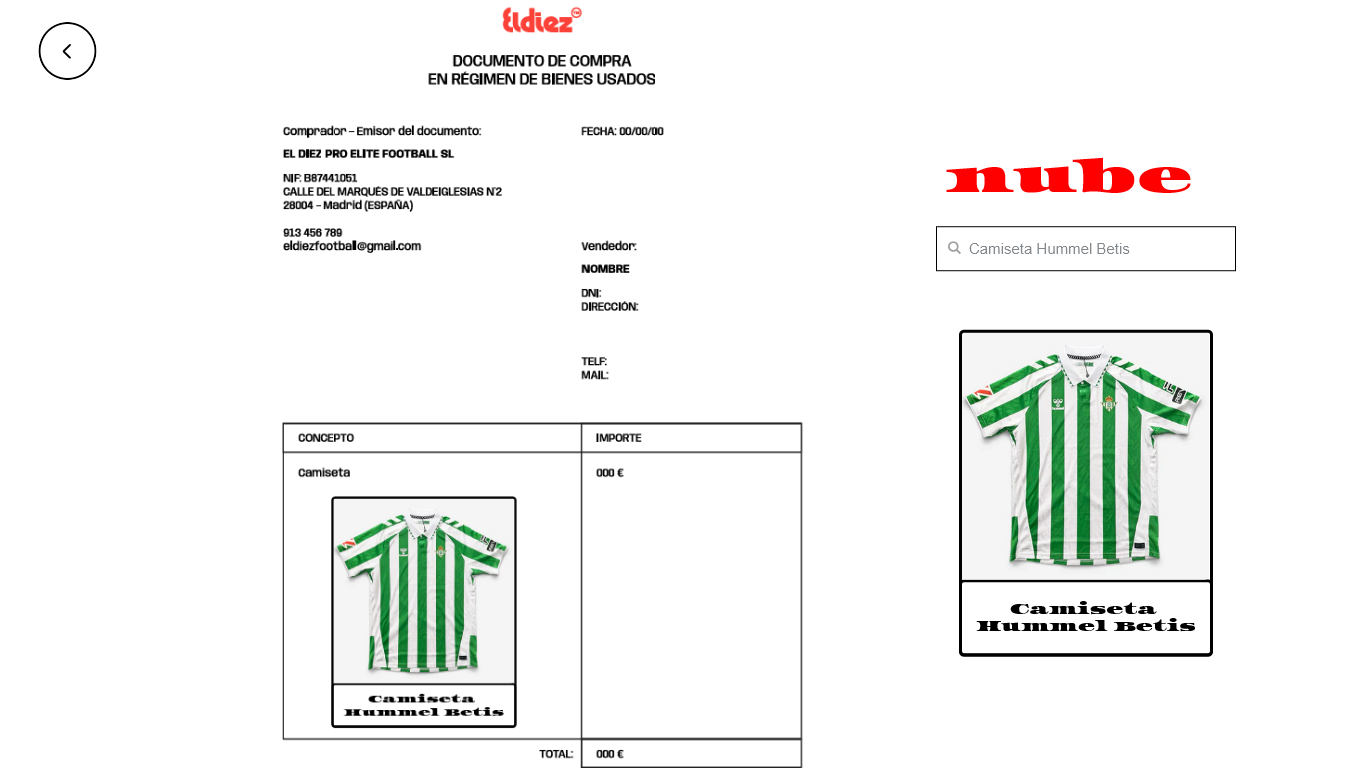 Eldiez TM
DOCUMENTO DE COMPRA
EN RÉGIMEN DE BIENES USADOS
Comprador – Emisor del documento:
EL DIEZ PRO ELITE FOOTBALL SL
NIF: B87441051
CALLE DEL MARQUÉS DE VALDEIGLESIAS Nº2
28004 – Madrid (ESPAÑA)
913 456 789
eldiezfootball@gmail.com
FECHA: 00/00/00
Vendedor:
NOMBRE
DNI:
DIRECCIÓN:
TELF:
MAIL:
CONCEPTO
IMPORTE
Camiseta
000 €
Camiseta
Hummel Betis
TOTAL:
000 €
nube
Camiseta Hummel Betis
Camiseta
Hummel Betis